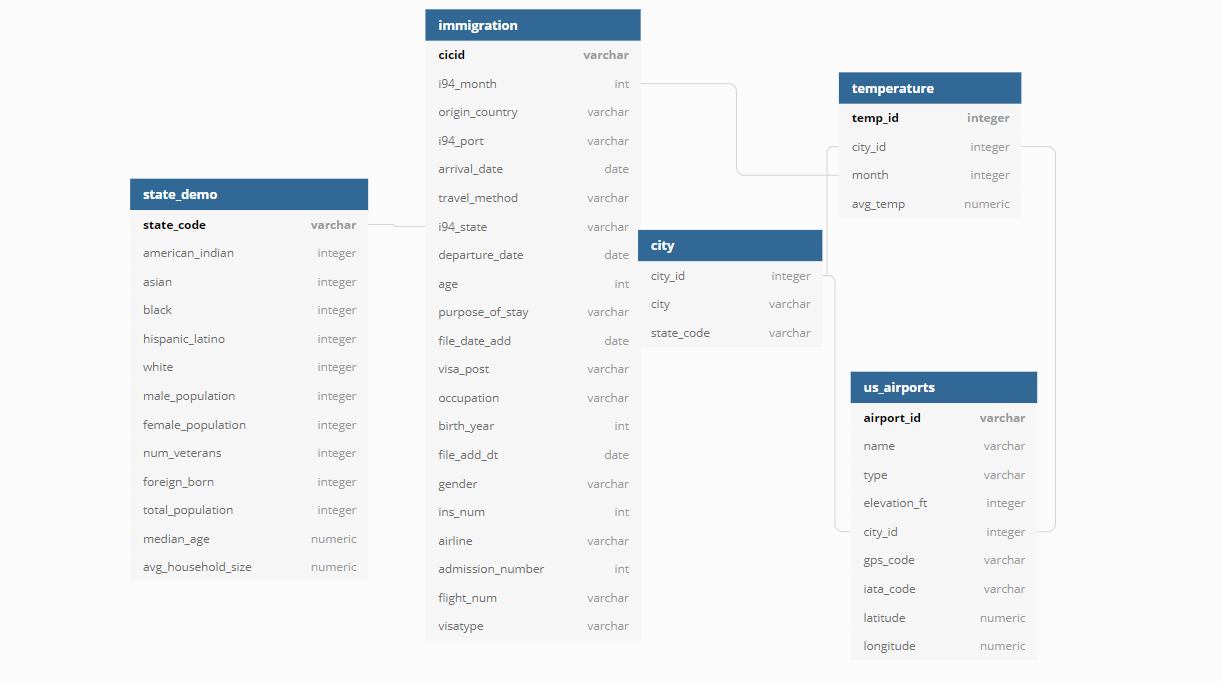 immigration
cicid varchar
i94_month int
origin_country varchar
i94_port varchar
arrival_date date
travel_method varchar
i94_state varchar
departure_date date
age int
purpose_of_stay varchar
file_date_add date
visa_post varchar
occupation varchar
birth_year int
file_add_dt date
gender varchar
ins_num int
airline varchar
admission_number int
flight_num varchar
visatype varchar
temperature
temp_id integer
city_id integer
month integer
avg_temp numeric
state_demo
state_code varchar
american_indian integer
asian integer
black integer
hispanic_latino integer
white integer
male_population integer
female_population integer
num_veterans integer
foreign_born integer
total_population integer
median_age numeric
avg_household_size numeric
city
city_id integer
city varchar
state_code varchar
us_airports
airport_id varchar
name varchar
type varchar
elevation_ft integer
city_id integer
gps_code varchar
iata_code varchar
latitude numeric
longitude numeric